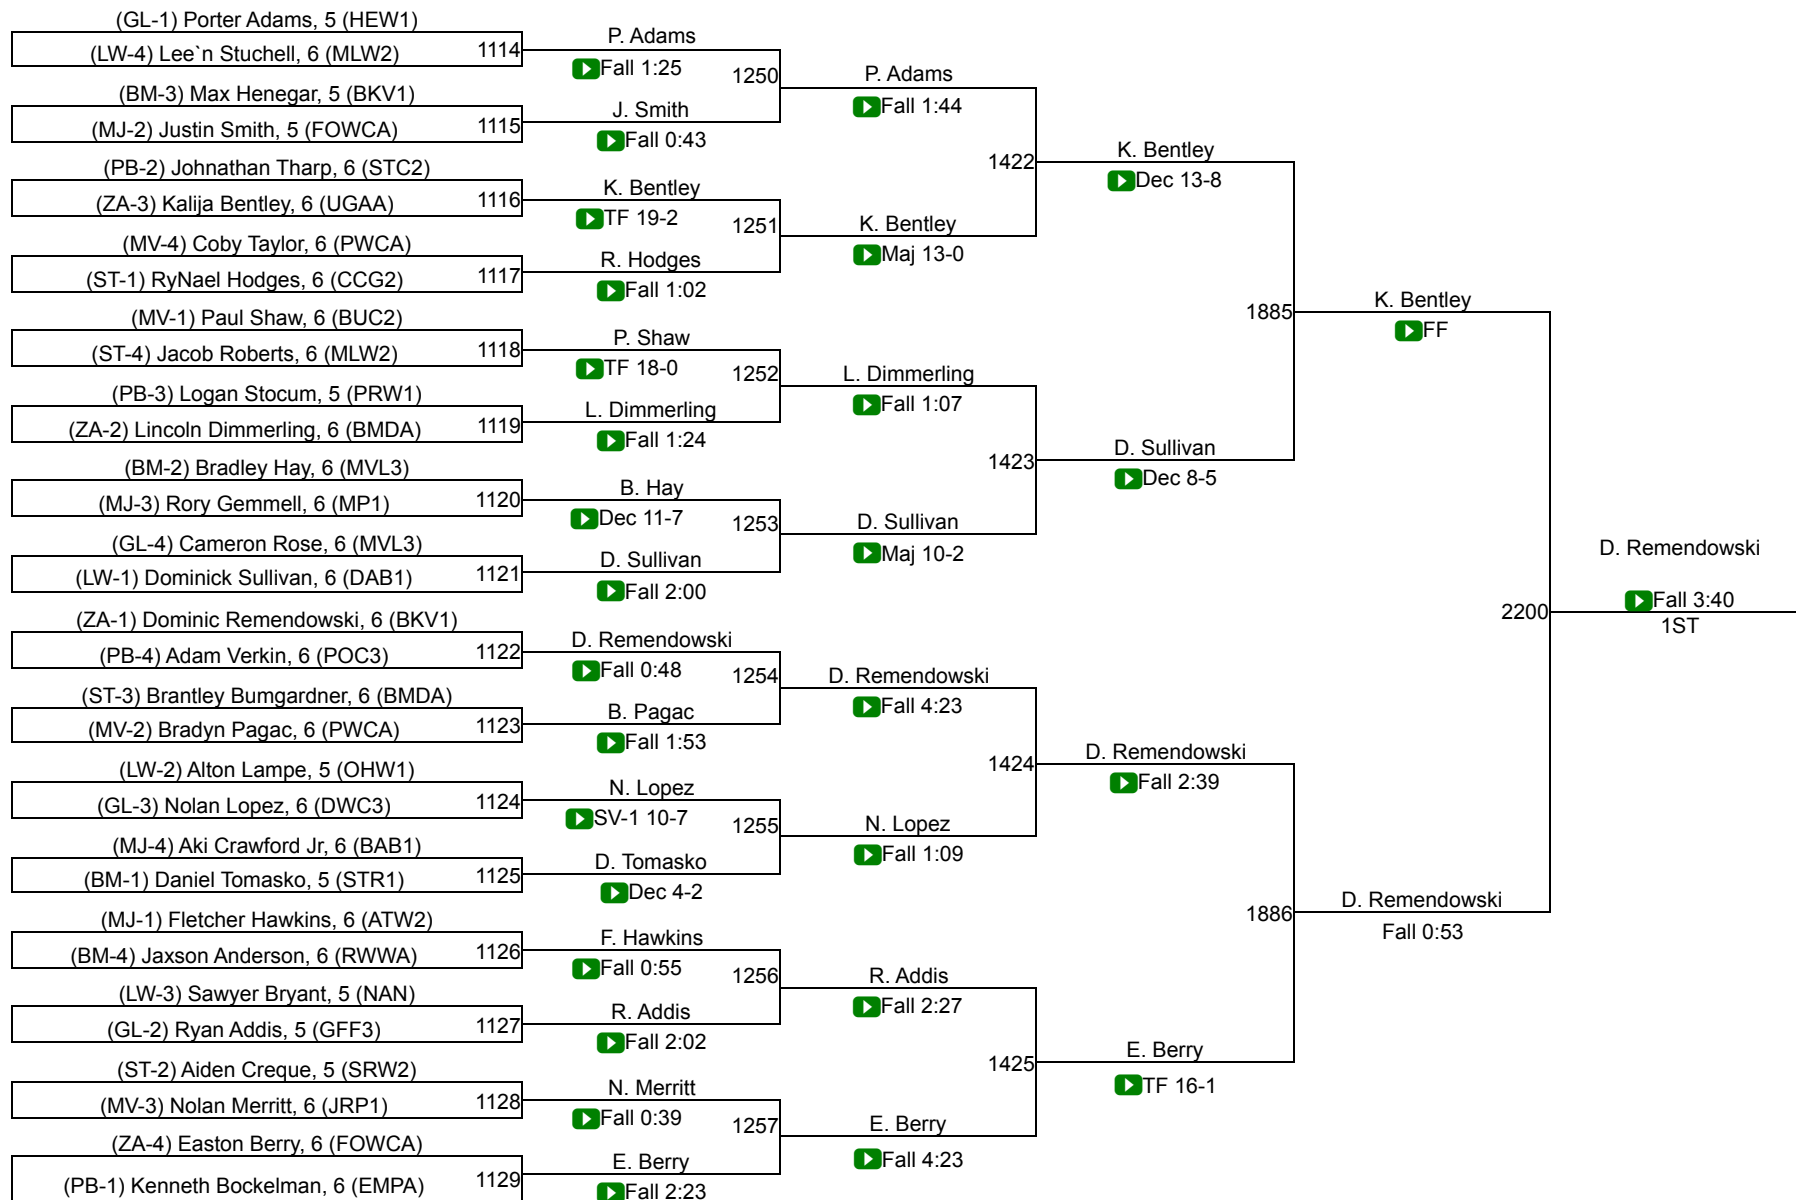 (GL-1) Porter Adams, 5 (HEW1)
(LW-4) Lee`n Stuchell, 6 (MLW2)
1114
(BM-3) Max Henegar, 5 (BKV1)
(MJ-2) Justin Smith, 5 (FOWCA)
1115
(PB-2) Johnathan Tharp, 6 (STC2)
(ZA-3) Kalija Bentley, 6 (UGAA)
1116
(MV-4) Coby Taylor, 6 (PWCA)
(ST-1) RyNael Hodges, 6 (CCG2)
1117
(MV-1) Paul Shaw, 6 (BUC2)
(ST-4) Jacob Roberts, 6 (MLW2)
1118
(PB-3) Logan Stocum, 5 (PRW1)
(ZA-2) Lincoln Dimmerling, 6 (BMDA)
1119
(BM-2) Bradley Hay, 6 (MVL3)
(MJ-3) Rory Gemmell, 6 (MP1)
1120
(GL-4) Cameron Rose, 6 (MVL3)
(LW-1) Dominick Sullivan, 6 (DAB1)
1121
(ZA-1) Dominic Remendowski, 6 (BKV1)
(PB-4) Adam Verkin, 6 (POC3)
1122
(ST-3) Brantley Bumgardner, 6 (BMDA)
(MV-2) Bradyn Pagac, 6 (PWCA)
1123
(LW-2) Alton Lampe, 5 (OHW1)
(GL-3) Nolan Lopez, 6 (DWC3)
1124
(MJ-4) Aki Crawford Jr, 6 (BAB1)
(BM-1) Daniel Tomasko, 5 (STR1)
1125
(MJ-1) Fletcher Hawkins, 6 (ATW2)
(BM-4) Jaxson Anderson, 6 (RWWA)
1126
(LW-3) Sawyer Bryant, 5 (NAN)
(GL-2) Ryan Addis, 5 (GFF3)
1127
(ST-2) Aiden Creque, 5 (SRW2)
(MV-3) Nolan Merritt, 6 (JRP1)
1128
(ZA-4) Easton Berry, 6 (FOWCA)
(PB-1) Kenneth Bockelman, 6 (EMPA)
1129
P. Adams
Fall 1:25
1250
J. Smith
Fall 0:43
K. Bentley
TF 19-2
1251
R. Hodges
Fall 1:02
P. Shaw
TF 18-0
1252
L. Dimmerling
Fall 1:24
B. Hay
Dec 11-7
1253
D. Sullivan
Fall 2:00
D. Remendowski
Fall 0:48
1254
B. Pagac
Fall 1:53
N. Lopez
SV-1 10-7
1255
D. Tomasko
Dec 4-2
F. Hawkins
Fall 0:55
1256
R. Addis
Fall 2:02
N. Merritt
Fall 0:39
1257
E. Berry
Fall 2:23
P. Adams
Fall 1:44
1422
K. Bentley
Maj 13-0
L. Dimmerling
Fall 1:07
1423
D. Sullivan
Maj 10-2
D. Remendowski
Fall 4:23
1424
N. Lopez
Fall 1:09
R. Addis
Fall 2:27
1425
E. Berry
Fall 4:23
K. Bentley
Dec 13-8
1885
D. Sullivan
Dec 8-5
D. Remendowski
Fall 2:39
1886
E. Berry
TF 16-1
K. Bentley
FF
2200
D. Remendowski
Fall 0:53
D. Remendowski
Fall 3:40
1ST